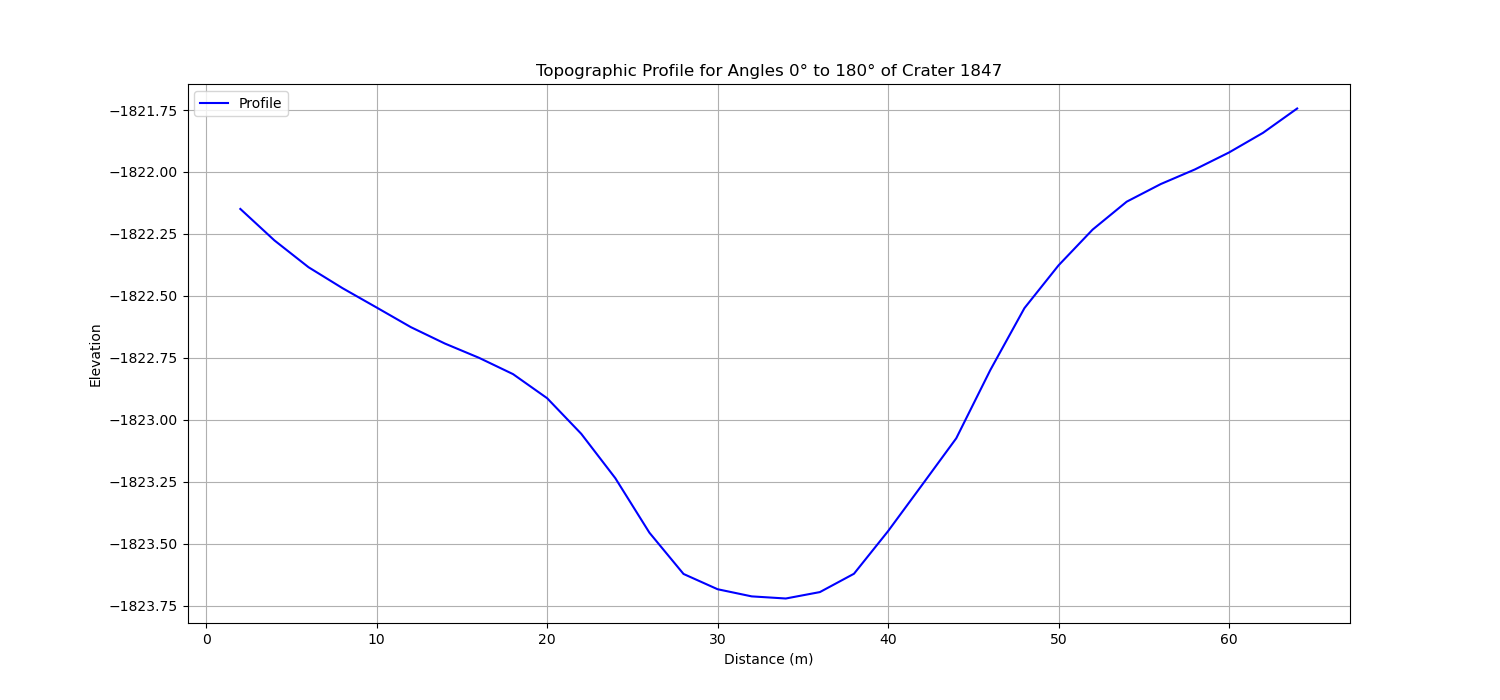 Topographic Profile for Angles 0° to 180° of Crater 1847
Profile
−1821.75
−1822.00
−1822.25
−1822.50
−1822.75
−1823.00
−1823.25
−1823.50
−1823.75
Elevation
0 10 20 30 40 50 60
Distance (m)